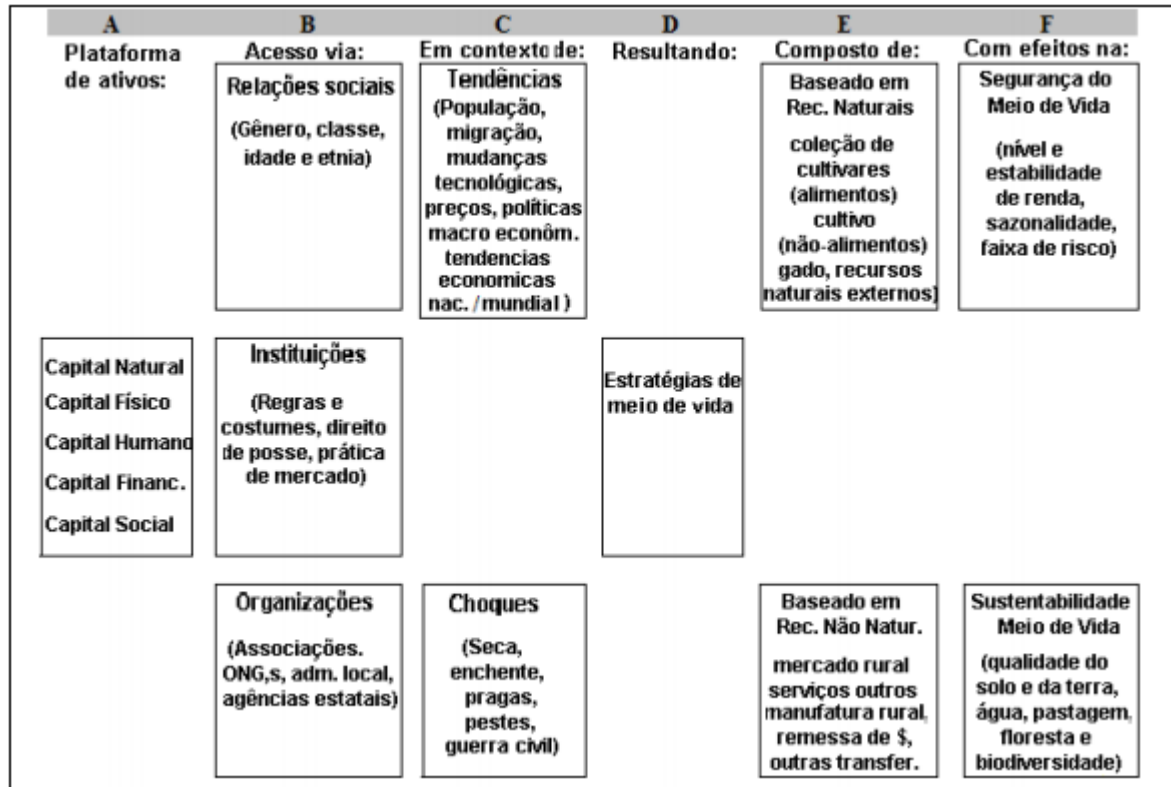 A B C D E F
Plataforma
de ativos:
Acesso via:
Em contexto de:
Resultando:
Composto de:
Com efeitos na:
Relações sociais
(Gênero, classe,
idade e etnia)
Tendências
(População,
migração,
mudanças
tecnológicas,
preços, políticas
macro econôm.
tendencias
economicas
nac. /mundial )
Baseado em
Rec. Naturais
coleção de
cultivares
(alimentos)
cultivo
(não-alimentos)
gado, recursos
naturais externos)
Segurança do
Meio de Vida
(nível e
estabilidade
de renda,
sazonalidade,
faixa de risco)
Capital Natural
Capital Físico
Capital Humano
Capital Financ.
Capital Social
Instituições
(Regras e
costumes, direito
de posse, prática
de mercado)
Estratégias de
meio de vida
Organizações
(Associações.
ONG,s, adm. local,
agências estatais)
Choques
(Seca,
enchente,
pragas,
pestes,
guerra civil)
Baseado em
Rec. Não Natur.
mercado rural
serviços outros
manufatura rural,
remessa de $,
outras transfer.
Sustentabilidade
Meio de Vida
(qualidade do
solo e da terra,
água, pastagem,
floresta e
biodiversidade)